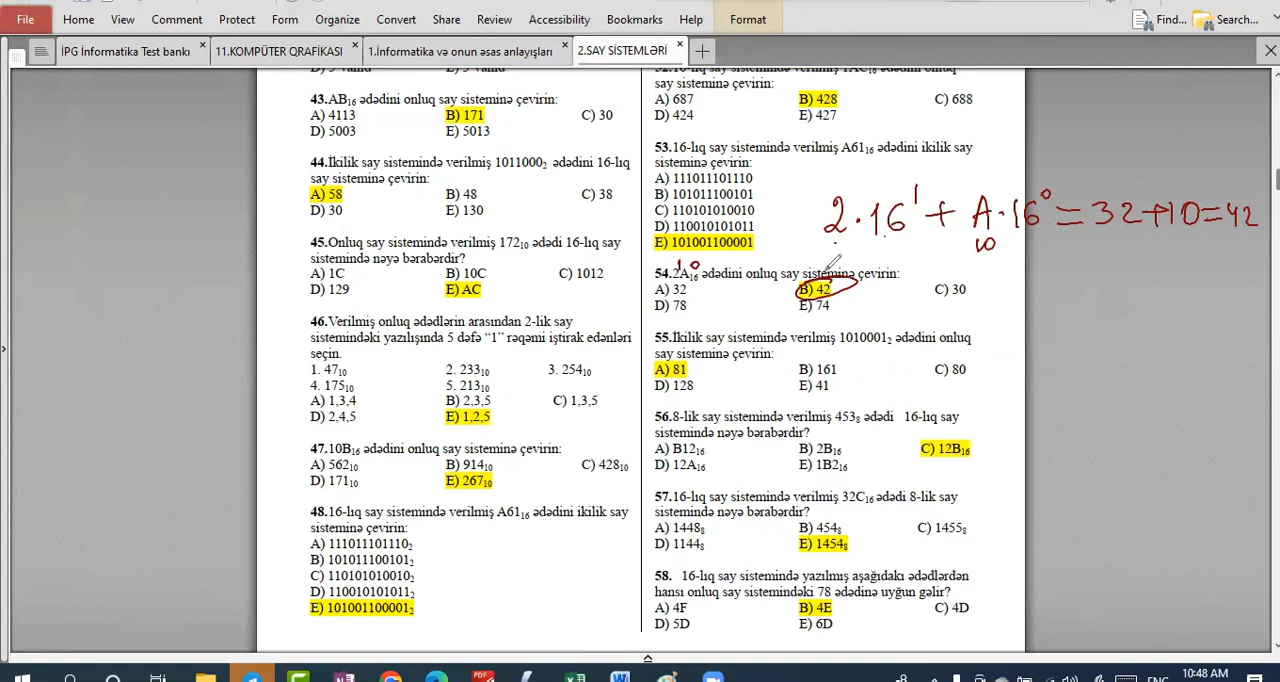 File Home View Comment Protect Form Organize Convert Share Review Accessibility Bookmarks Help Format Find... Search...
İPG İnformatika Test bankı × 11.KOMPÜTER QRAFİKASI × 1.İnformatika və onun əsas anlayışları × 2.SAY SİSTEMLƏRİ ×
43.AB₁₆ ədədini onluq say sisteminə çevirin:
A) 4113 B) 171 C) 30
D) 5003 E) 5013
44.İkilik say sistemində verilmiş 1011000₂ ədədini 16-lıq
say sisteminə çevirin:
A) 58 B) 48 C) 38
D) 30 E) 130
45.Onluq say sistemində verilmiş 172₁₀ ədədi 16-lıq
say sistemində nəyə bərabərdir?
A) 1C B) 10C C) 1012
D) 129 E) AC
46.Verilmiş onluq ədədlərin arasından 2-lik say
sistemindəki yazılışında 5 dəfə “1” rəqəmi iştirak edənləri
seçin.
1. 47₁₀ 2. 233₁₀ 3. 254₁₀
4. 175₁₀ 5. 213₁₀
A) 1,3,4 B) 2,3,5 C) 1,3,5
D) 2,4,5 E) 1,2,5
47.10B₁₆ ədədini onluq say sisteminə çevirin:
A) 562₁₀ B) 914₁₀ C) 428₁₀
D) 171₁₀ E) 267₁₀
48.16-lıq say sistemində verilmiş A61₁₆ ədədini ikilik say
sisteminə çevirin:
A) 111011101110₂
B) 101011100101₂
C) 110101010010₂
D) 110010101011₂
E) 101001100001₂
say sisteminə çevirin:
A) 687 B) 428 C) 688
D) 424 E) 427
53.16-lıq say sistemində verilmiş A61₁₆ ədədini ikilik say
sisteminə çevirin:
A) 111011101110
B) 101011100101
C) 110101010010
D) 110010101011
E) 101001100001
2·16¹ + A·16⁰ = 32+10=42
10
1 0
54.2A₁₆ ədədini onluq say sisteminə çevirin:
A) 32 B) 42 C) 30
D) 78 E) 74
55.İkilik say sistemində verilmiş 1010001₂ ədədini onluq
say sisteminə çevirin:
A) 81 B) 161 C) 80
D) 128 E) 41
56.8-lik say sistemində verilmiş 453₈ ədədi 16-lıq say
sistemində nəyə bərabərdir?
A) B12₁₆ B) 2B₁₆ C) 12B₁₆
D) 12A₁₆ E) 1B2₁₆
57.16-lıq say sistemində verilmiş 32C₁₆ ədədi 8-lik say
sistemində nəyə bərabərdir?
A) 1448₈ B) 454₈ C) 1455₈
D) 1144₈ E) 1454₈
58. 16-lıq say sistemində yazılmış aşağıdakı ədədlərdən
hansı onluq say sistemindəki 78 ədədinə uyğun gəlir?
A) 4F B) 4E C) 4D
D) 5D E) 6D
10:48 AM